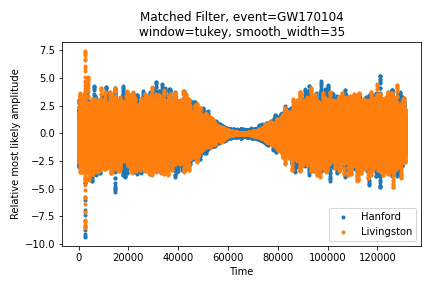 Matched Filter, event=GW170104
window=tukey, smooth_width=35
Relative most likely amplitude
7.5
5.0
2.5
0.0
−2.5
−5.0
−7.5
−10.0
Hanford
Livingston
0 20000 40000 60000 80000 100000 120000
Time